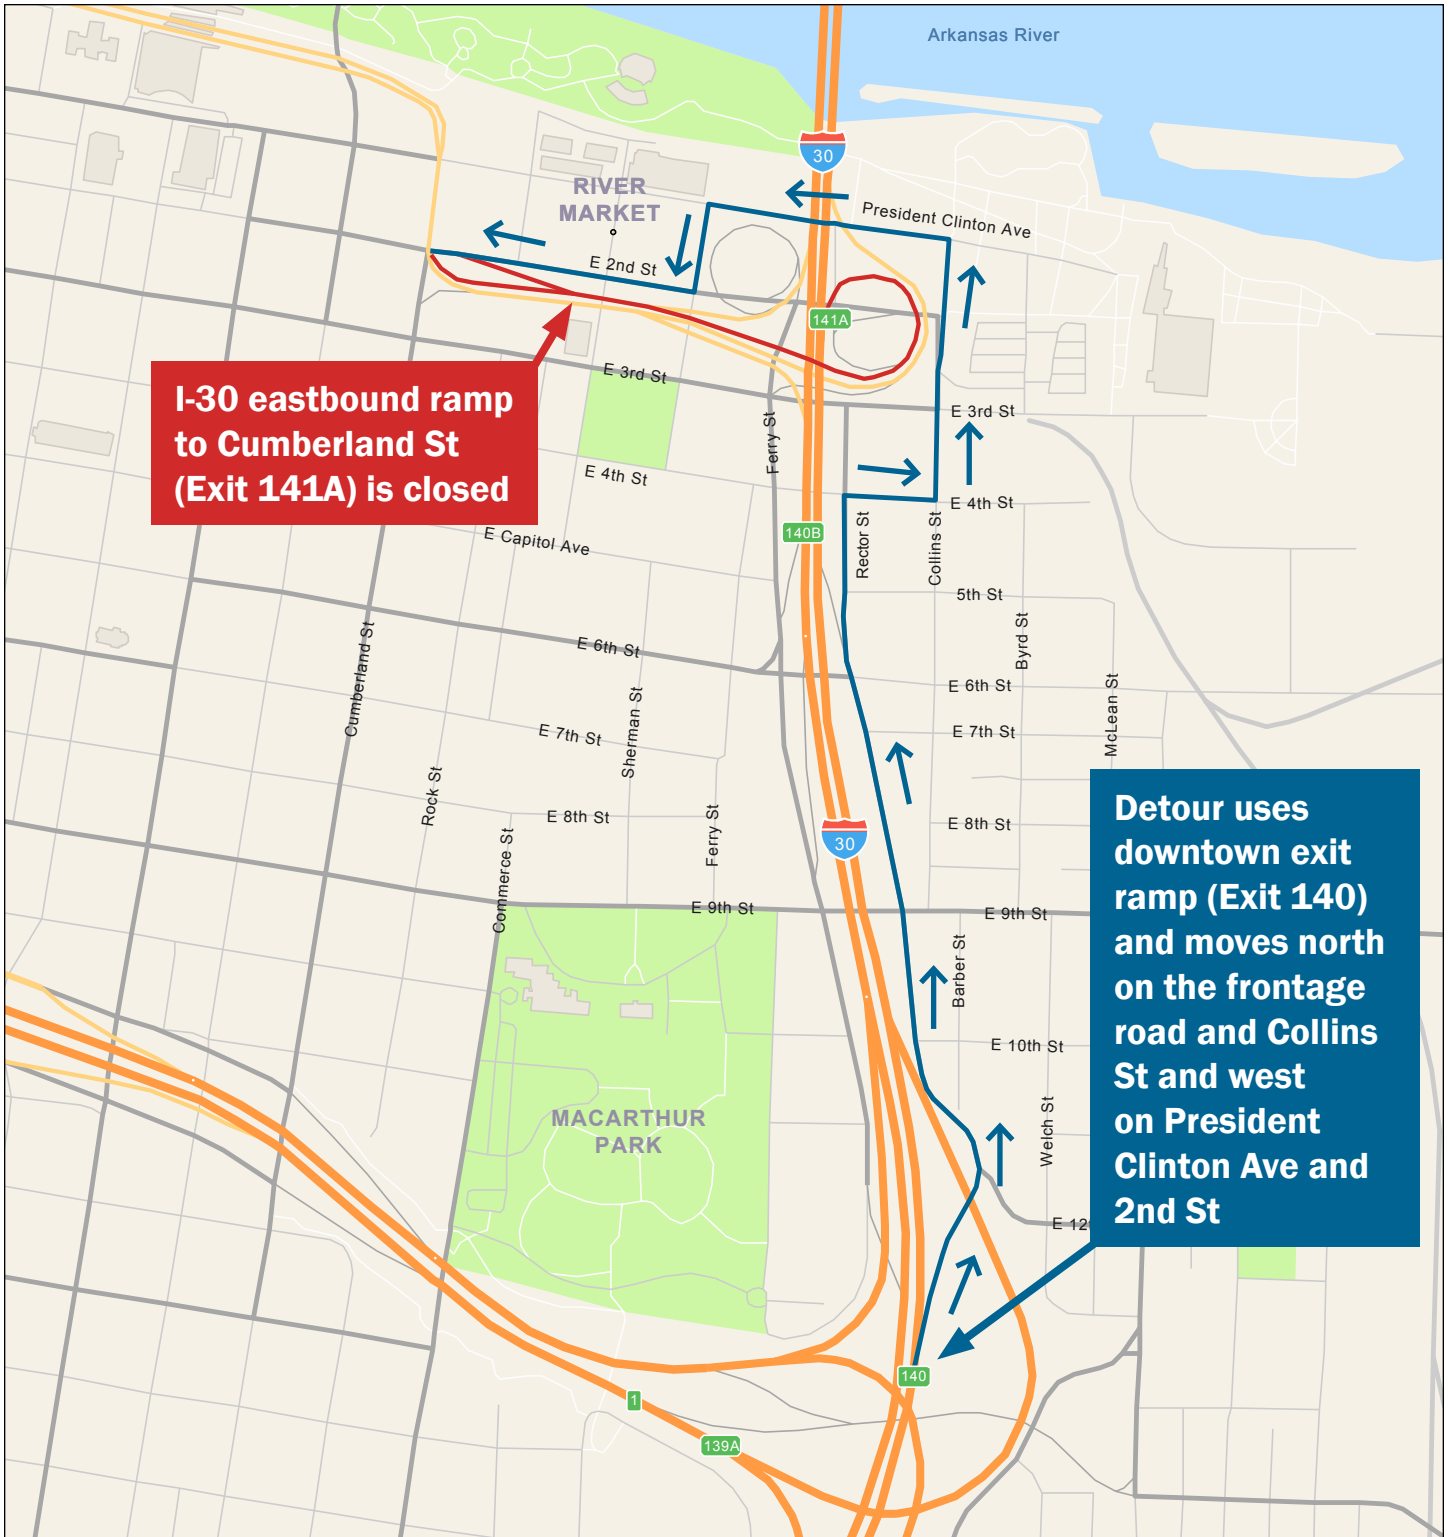 Arkansas River
30
RIVER
MARKET
President Clinton Ave
E 2nd St
141A
I-30 eastbound ramp
to Cumberland St
(Exit 141A) is closed
E 3rd St
E 3rd St
Ferry St
E 4th St
E 4th St
140B
Rector St
Collins St
E Capitol Ave
5th St
Byrd St
Cumberland St
E 6th St
E 6th St
McLean St
Sherman St
E 7th St
E 7th St
Rock St
E 8th St
Ferry St
30
E 8th St
Commerce St
E 9th St
E 9th St
Detour uses
downtown exit
ramp (Exit 140)
and moves north
on the frontage
road and Collins
St and west
on President
Clinton Ave and
2nd St
Barber St
E 10th St
MACARTHUR
PARK
Welch St
E 12
140
1
139A